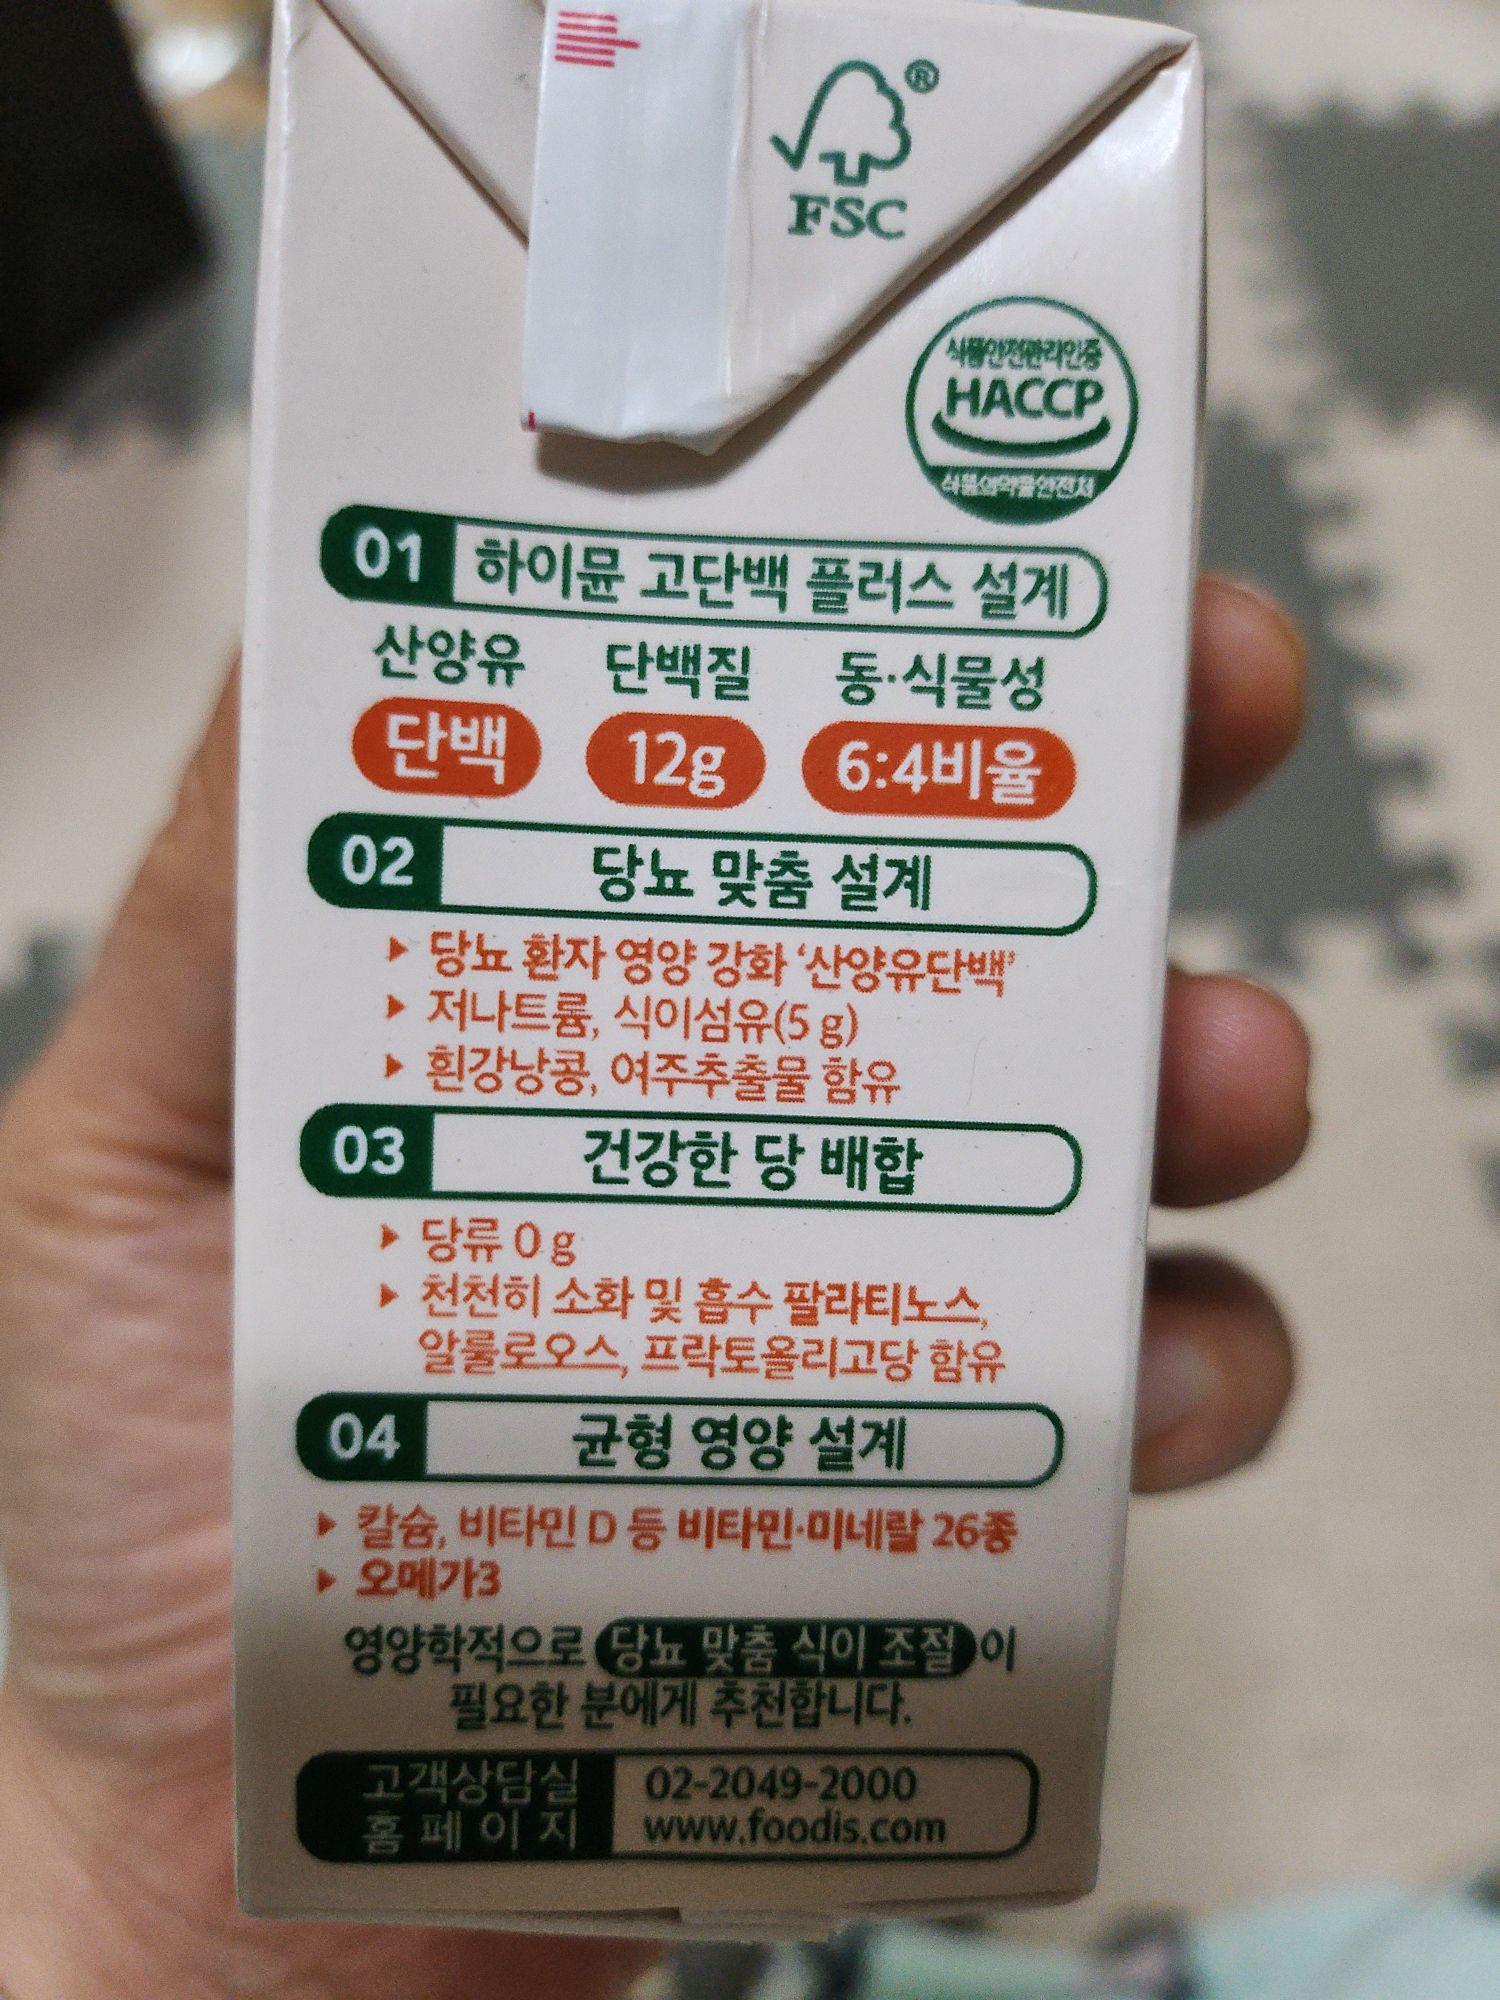 ®
FSC
식품안전관리인증
HACCP
식품의약품안전처
01 하이뮨 고단백 플러스 설계
산양유 단백질 동·식물성
단백 12g 6:4비율
02 당뇨 맞춤 설계
▶ 당뇨 환자 영양 강화 ‘산양유단백’
▶ 저나트륨, 식이섬유(5 g)
▶ 흰강낭콩, 여주추출물 함유
03 건강한 당 배합
▶ 당류 0 g
▶ 천천히 소화 및 흡수 팔라티노스,
알룰로오스, 프락토올리고당 함유
04 균형 영양 설계
▶ 칼슘, 비타민 D 등 비타민·미네랄 26종
▶ 오메가3
영양학적으로 당뇨 맞춤 식이 조절이
필요한 분에게 추천합니다.
고객상담실 02-2049-2000
홈페이지 www.foodis.com